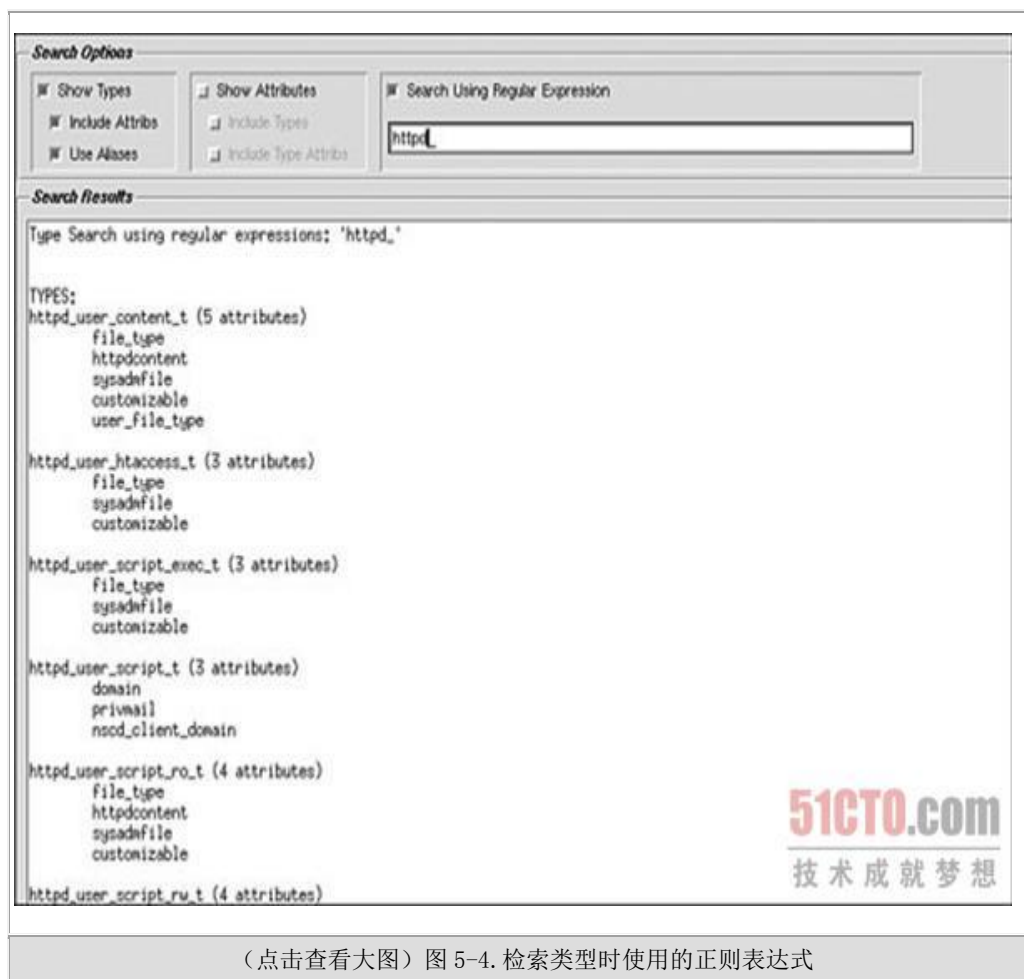 Search Options
Show Types
Include Attribs
Use Aliases
Show Attributes
Include Types
Include Type Attribs
Search Using Regular Expression
httpd_
Search Results
Type Search using regular expressions: 'httpd_'
TYPES:
httpd_user_content_t (5 attributes)
file_type
httpdcontent
sysadmfile
customizable
user_file_type
httpd_user_htaccess_t (3 attributes)
file_type
sysadmfile
customizable
httpd_user_script_exec_t (3 attributes)
file_type
sysadmfile
customizable
httpd_user_script_t (3 attributes)
domain
privmail
nscd_client_domain
httpd_user_script_ro_t (4 attributes)
file_type
httpdcontent
sysadmfile
customizable
httpd_user_script_rw_t (4 attributes)
51CTO.com
技术成就梦想
（点击查看大图）图 5-4.检索类型时使用的正则表达式